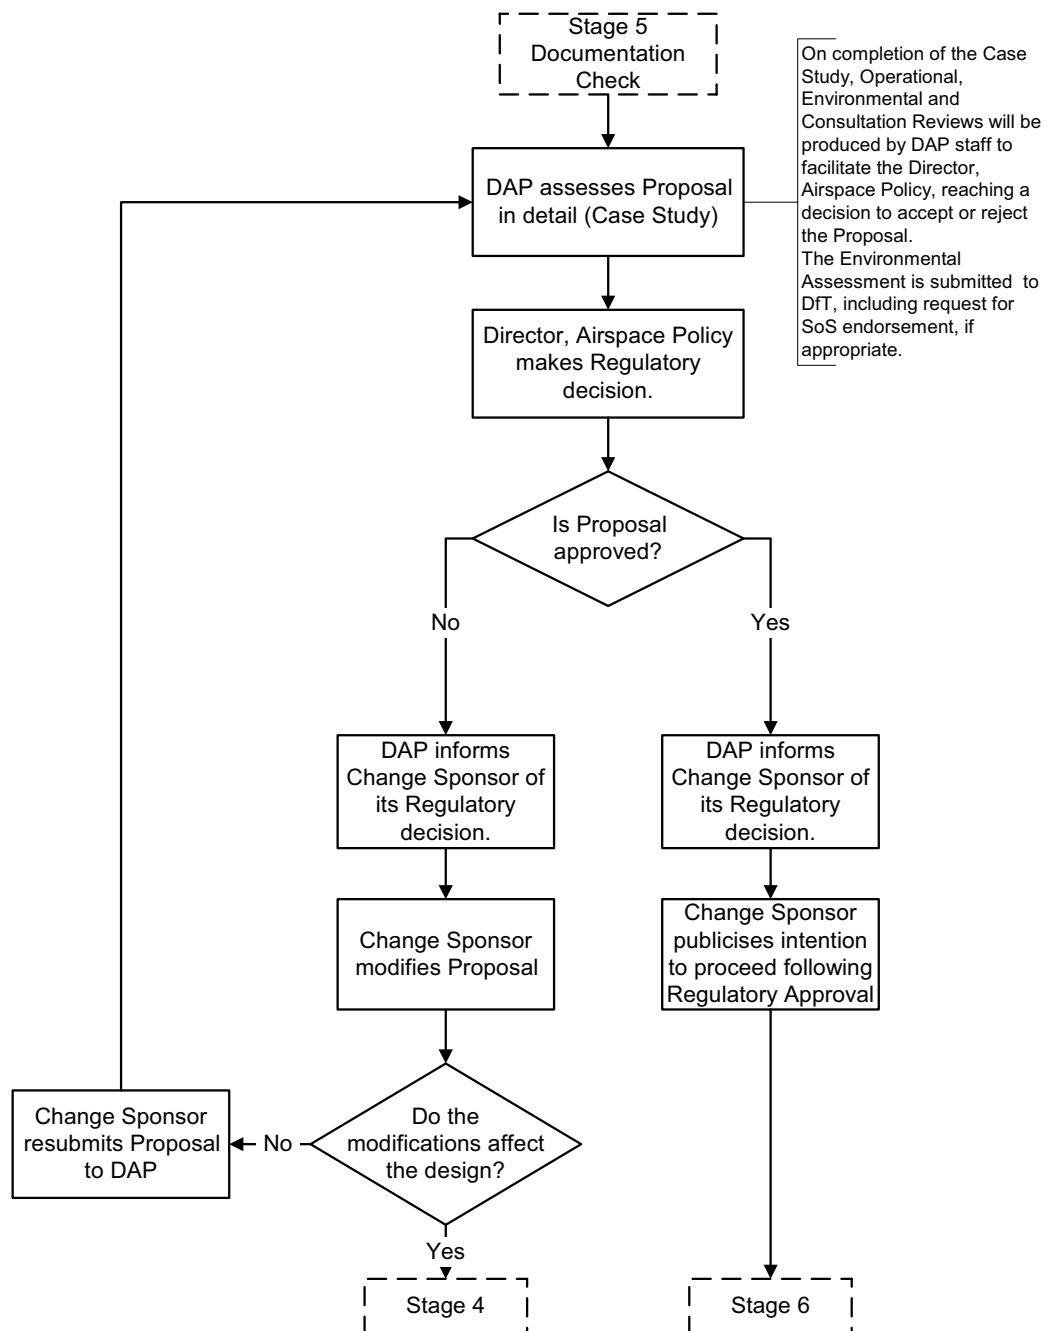 Stage 5
Documentation
Check
On completion of the Case
Study, Operational,
Environmental and
Consultation Reviews will be
produced by DAP staff to
facilitate the Director,
Airspace Policy, reaching a
decision to accept or reject
the Proposal.
The Environmental
Assessment is submitted to
DfT, including request for
SoS endorsement, if
appropriate.
DAP assesses Proposal
in detail (Case Study)
Director, Airspace Policy
makes Regulatory
decision.
Is Proposal
approved?
No
Yes
DAP informs
Change Sponsor of
its Regulatory
decision.
DAP informs
Change Sponsor of
its Regulatory
decision.
Change Sponsor
modifies Proposal
Change Sponsor
publicises intention
to proceed following
Regulatory Approval
Do the
modifications affect
the design?
No
Change Sponsor
resubmits Proposal
to DAP
Yes
Stage 4
Stage 6